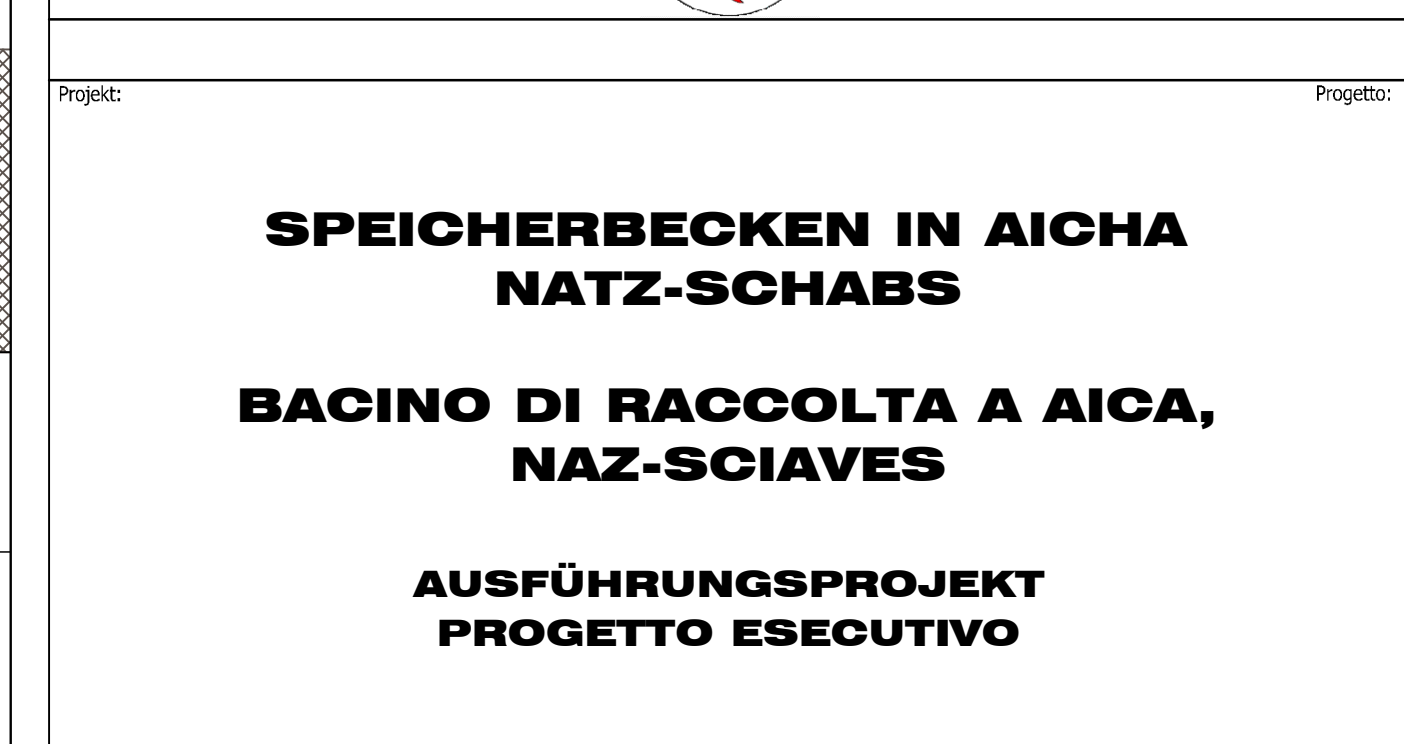 Projekt: Progetto:
SPEICHERBECKEN IN AICHA
NATZ-SCHABS
BACINO DI RACCOLTA A AICA,
NAZ-SCIAVES
AUSFÜHRUNGSPROJEKT
PROGETTO ESECUTIVO